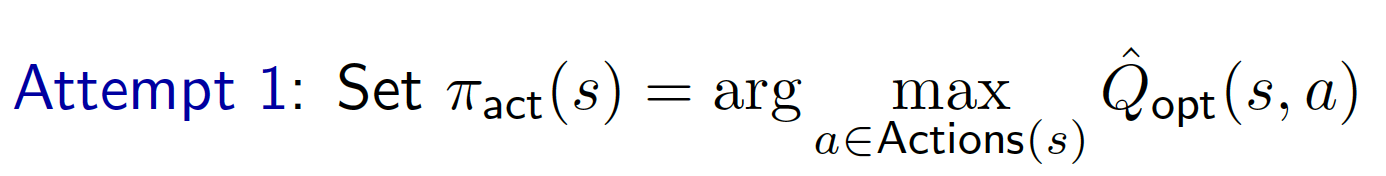 Attempt 1: Set π_act(s) = arg max_{a∈Actions(s)} Q̂_opt(s, a)